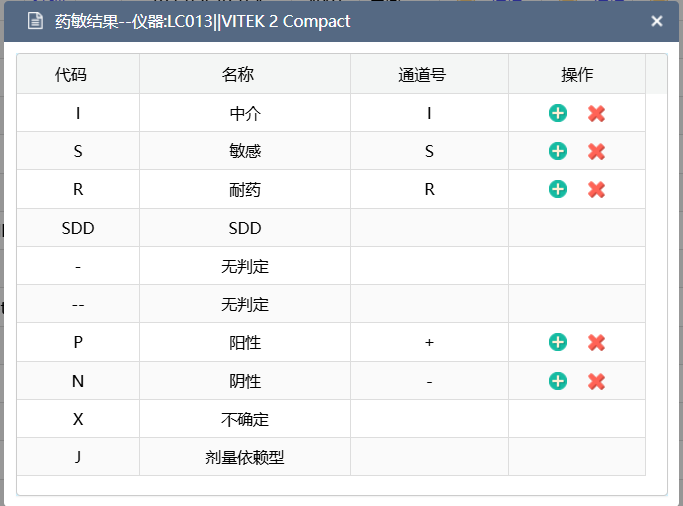 药敏结果--仪器:LC013||VITEK 2 Compact
代码 名称 通道号 操作
I 中介 I
S 敏感 S
R 耐药 R
SDD SDD
- 无判定
-- 无判定
P 阳性 +
N 阴性 -
X 不确定
J 剂量依赖型